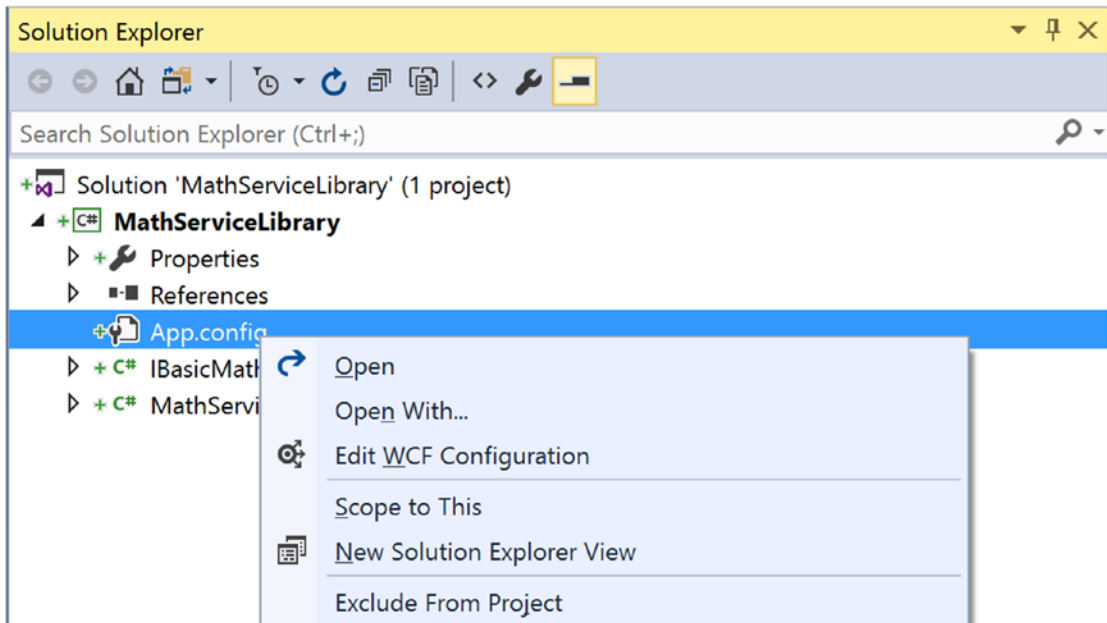 Solution Explorer
Search Solution Explorer (Ctrl+;)
Solution 'MathServiceLibrary' (1 project)
C# MathServiceLibrary
Properties
References
App.config
C# IBasicMath
C# MathServi
Open
Open With...
Edit WCF Configuration
Scope to This
New Solution Explorer View
Exclude From Project